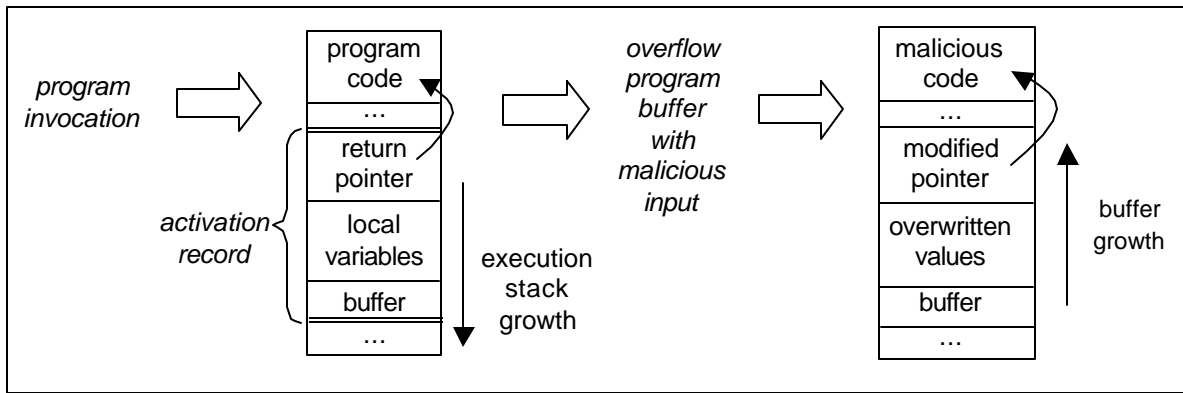 program
invocation
program
code
...
return
pointer
local
variables
buffer
...
activation
record
execution
stack
growth
overflow
program
buffer
with
malicious
input
malicious
code
...
modified
pointer
overwritten
values
buffer
...
buffer
growth